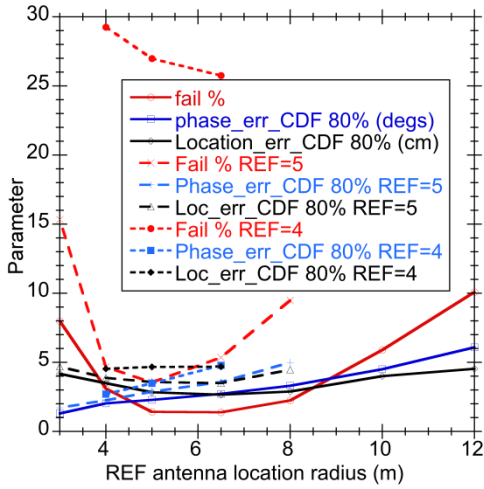 30
25
20
15
10
5
0
Parameter
fail %
phase_err_CDF 80% (degs)
Location_err_CDF 80% (cm)
Fail % REF=5
Phase_err_CDF 80% REF=5
Loc_err_CDF 80% REF=5
Fail % REF=4
Phase_err_CDF 80% REF=4
Loc_err_CDF 80% REF=4
4 6 8 10 12
REF antenna location radius (m)